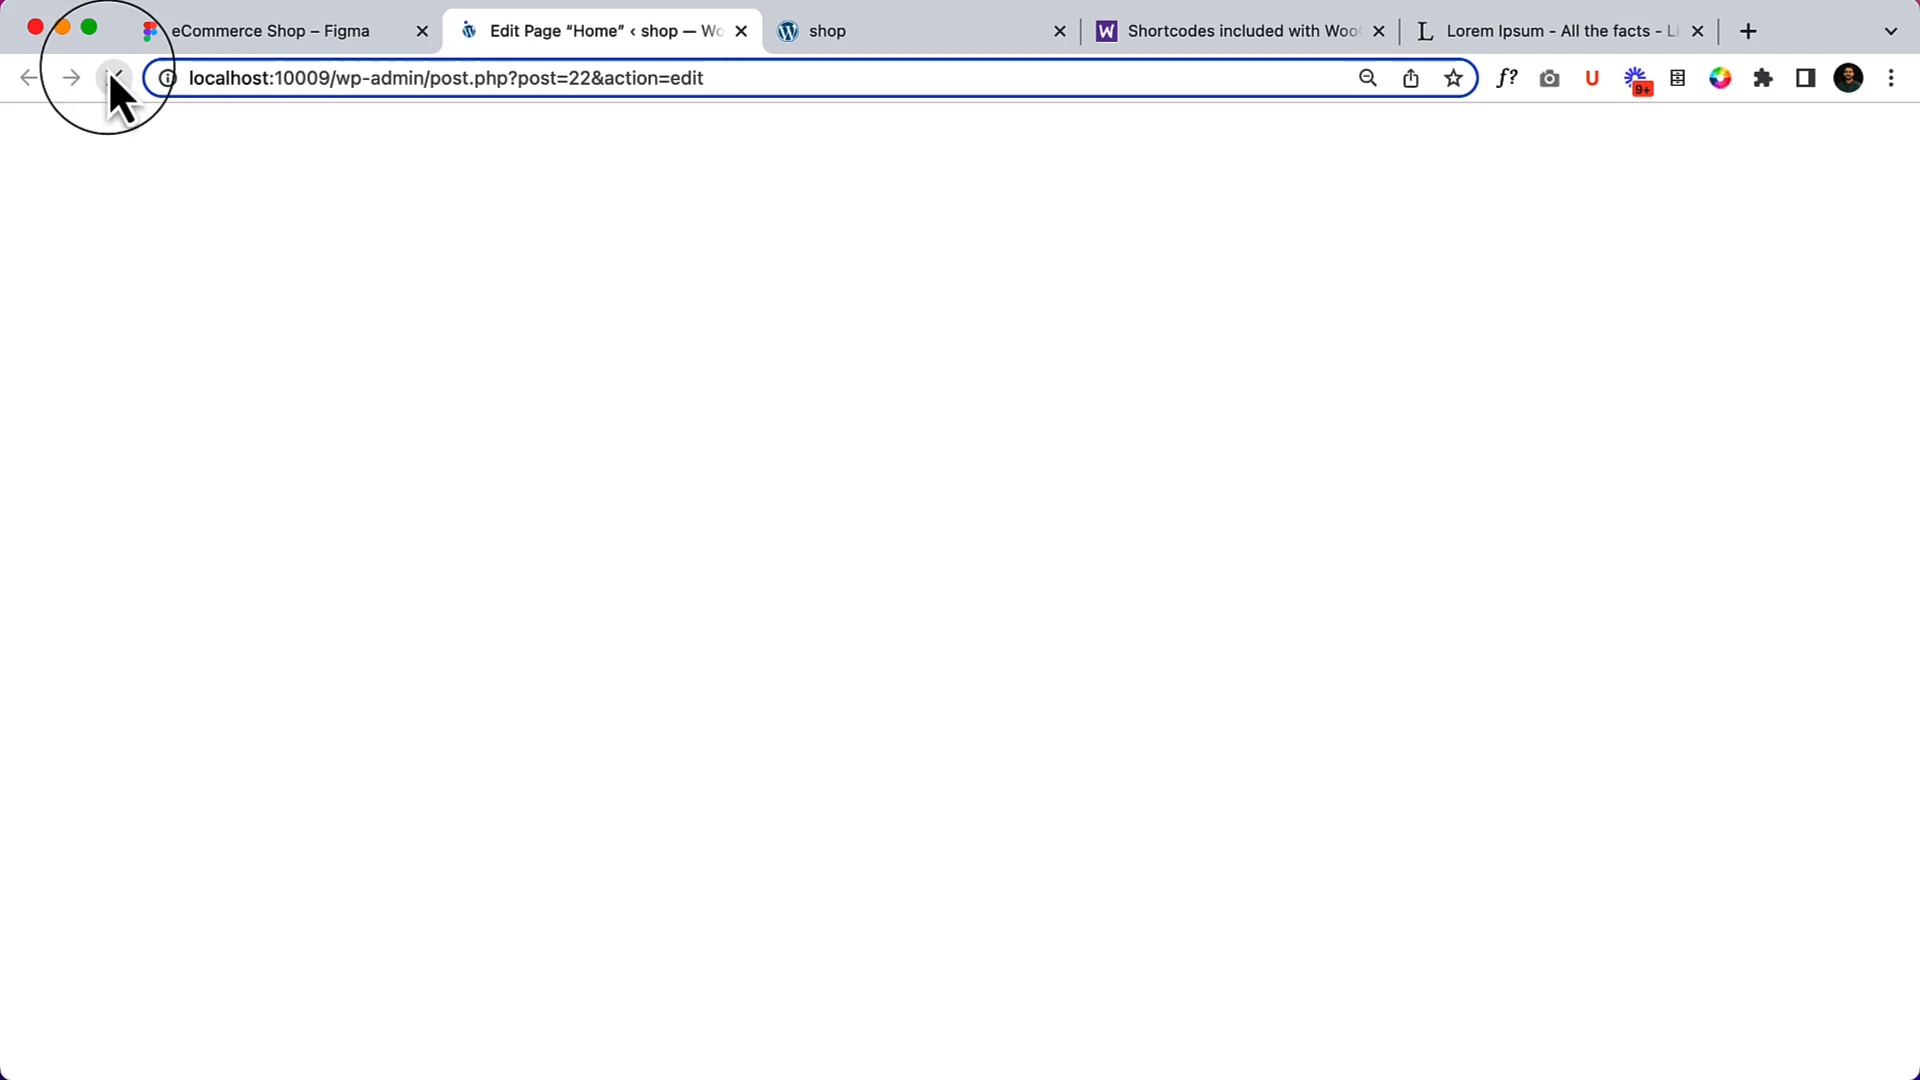 eCommerce Shop – Figma
Edit Page “Home” ‹ shop — Wo
shop
W
Shortcodes included with Woo
L
Lorem Ipsum - All the facts - Li
localhost:10009/wp-admin/post.php?post=22&action=edit
f?
U
9+